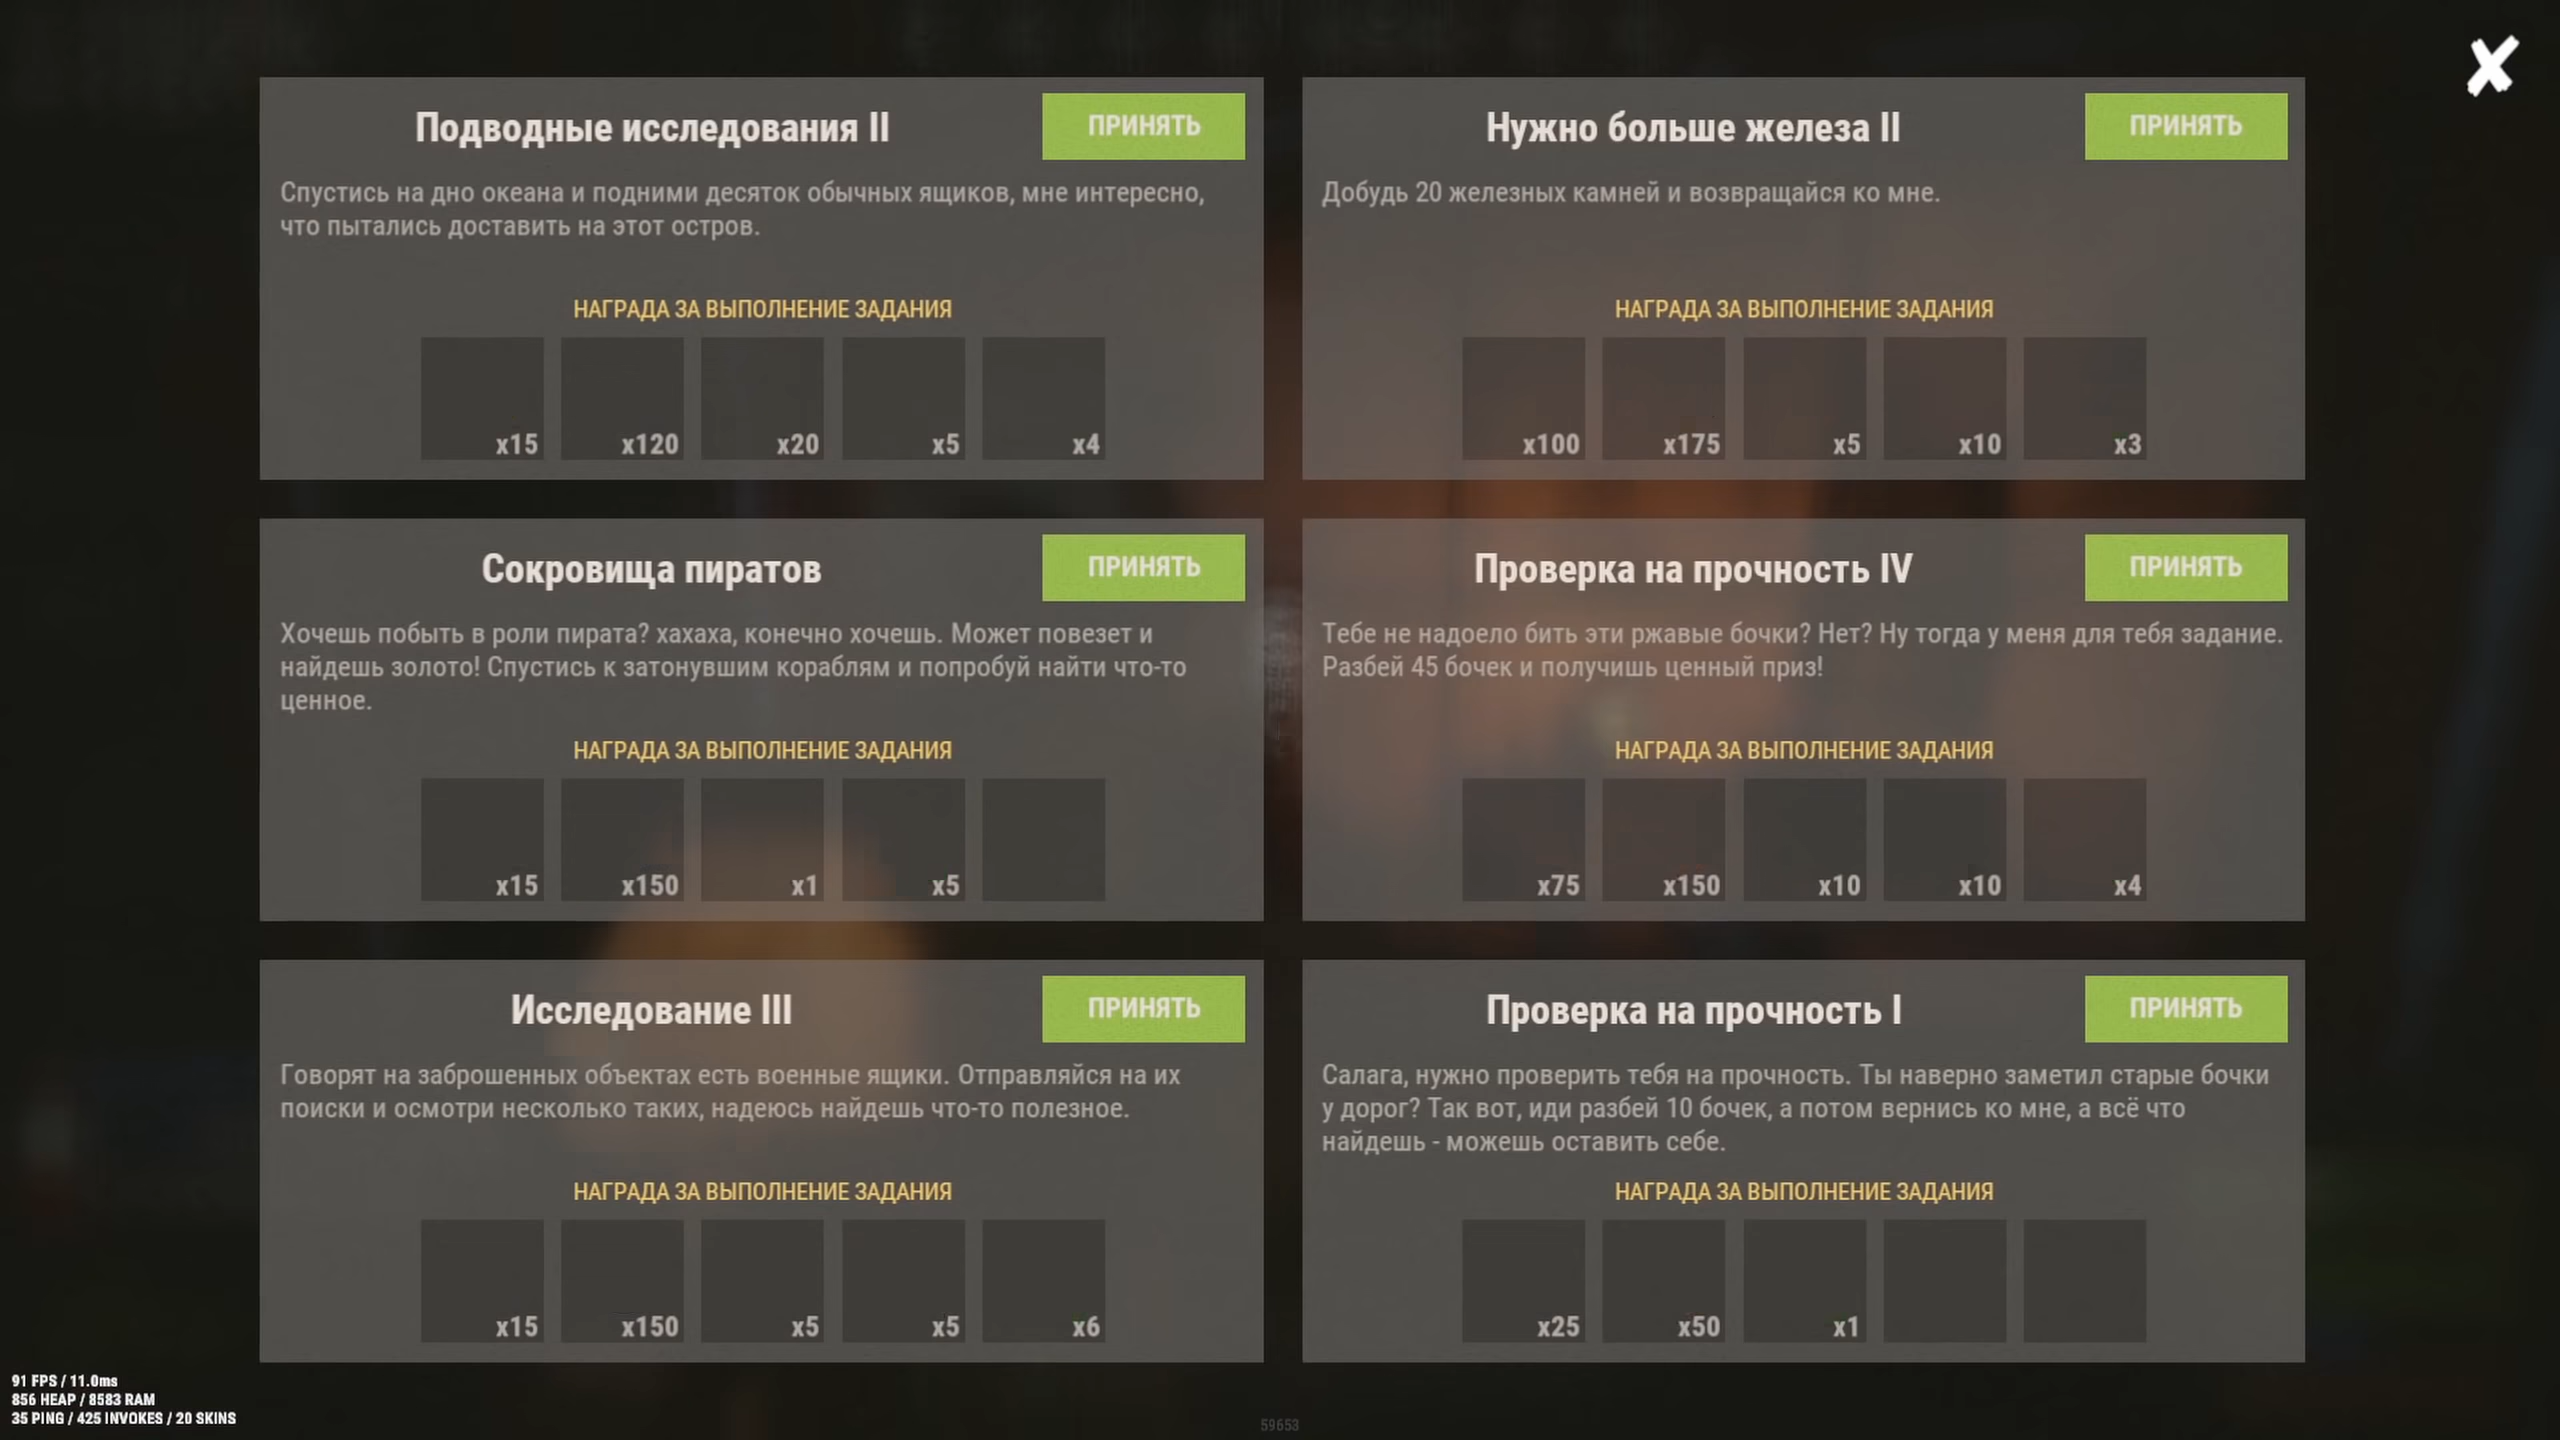 Подводные исследования II
ПРИНЯТЬ
Спустись на дно океана и подними десяток обычных ящиков, мне интересно,
что пытались доставить на этот остров.
НАГРАДА ЗА ВЫПОЛНЕНИЕ ЗАДАНИЯ
x15 x120 x20 x5 x4
Нужно больше железа II
ПРИНЯТЬ
Добудь 20 железных камней и возвращайся ко мне.
НАГРАДА ЗА ВЫПОЛНЕНИЕ ЗАДАНИЯ
x100 x175 x5 x10 x3
Сокровища пиратов
ПРИНЯТЬ
Хочешь побыть в роли пирата? хахаха, конечно хочешь. Может повезет и
найдешь золото! Спустись к затонувшим кораблям и попробуй найти что-то
ценное.
НАГРАДА ЗА ВЫПОЛНЕНИЕ ЗАДАНИЯ
x15 x150 x1 x5
Проверка на прочность IV
ПРИНЯТЬ
Тебе не надоело бить эти ржавые бочки? Нет? Ну тогда у меня для тебя задание.
Разбей 45 бочек и получишь ценный приз!
НАГРАДА ЗА ВЫПОЛНЕНИЕ ЗАДАНИЯ
x75 x150 x10 x10 x4
Исследование III
ПРИНЯТЬ
Говорят на заброшенных объектах есть военные ящики. Отправляйся на их
поиски и осмотри несколько таких, надеюсь найдешь что-то полезное.
НАГРАДА ЗА ВЫПОЛНЕНИЕ ЗАДАНИЯ
x15 x150 x5 x5 x6
Проверка на прочность I
ПРИНЯТЬ
Салага, нужно проверить тебя на прочность. Ты наверно заметил старые бочки
у дорог? Так вот, иди разбей 10 бочек, а потом вернись ко мне, а всё что
найдешь - можешь оставить себе.
НАГРАДА ЗА ВЫПОЛНЕНИЕ ЗАДАНИЯ
x25 x50 x1
91 FPS / 11.0ms
856 HEAP / 8583 RAM
35 PING / 425 INVOKES / 20 SKINS
59653